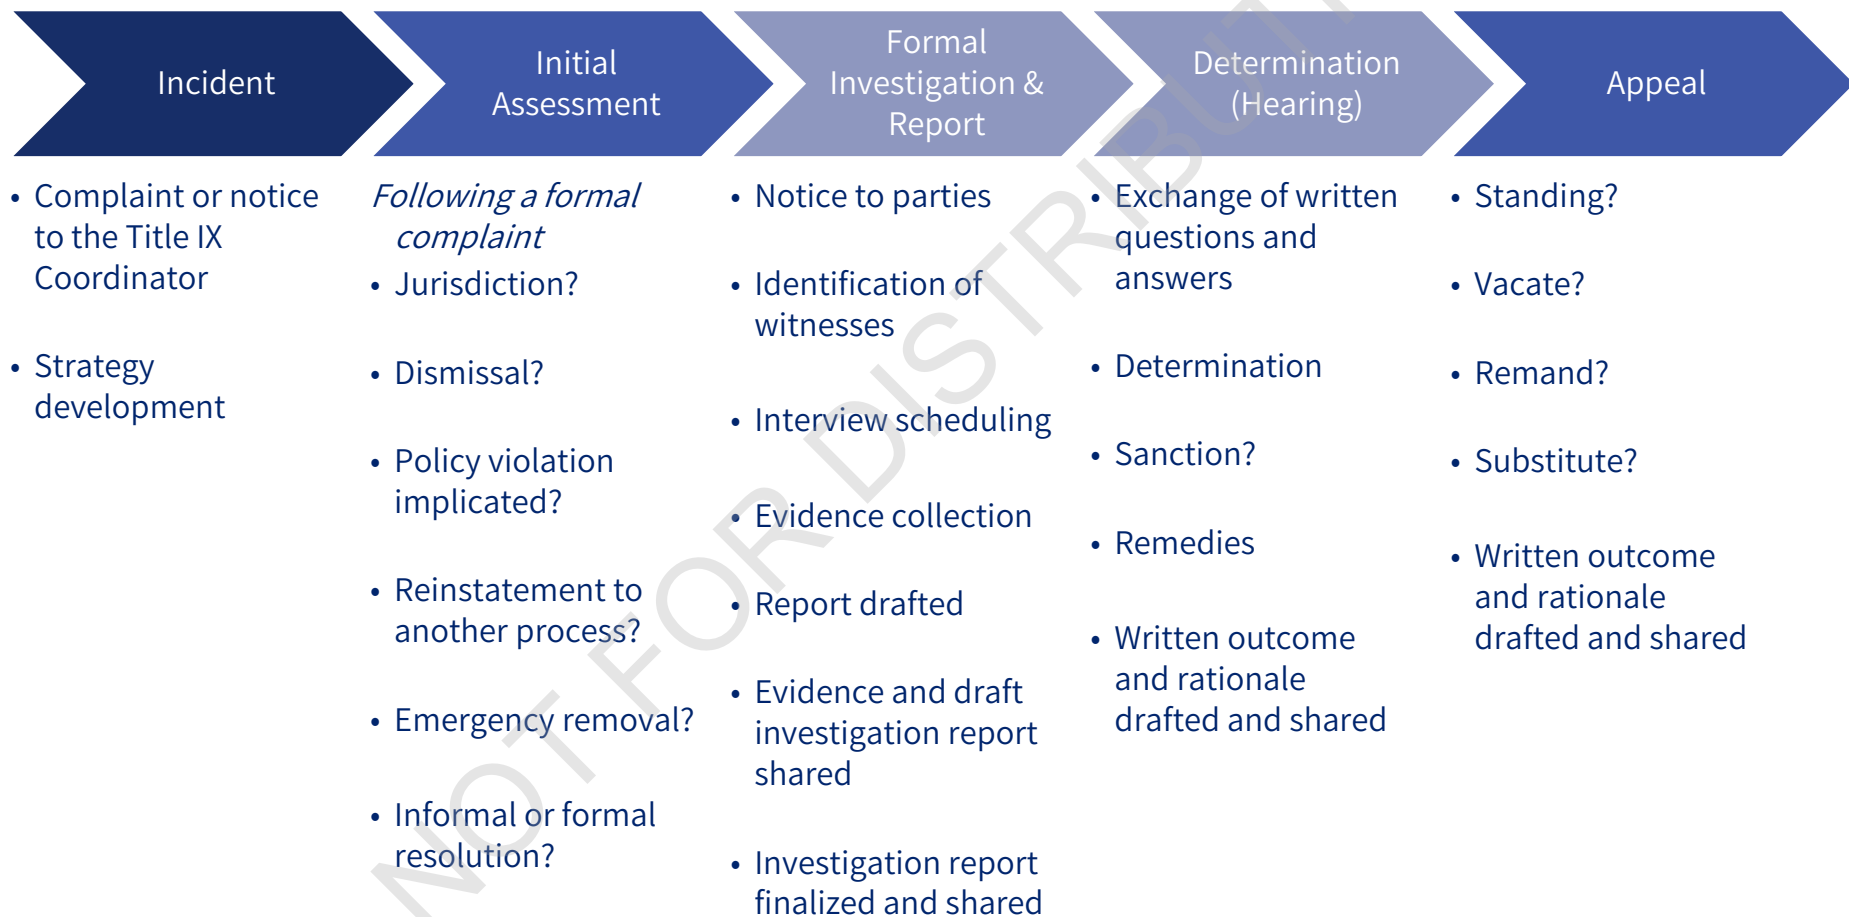 Incident
Initial
Assessment
Formal
Investigation &
Report
Determination
(Hearing)
Appeal
• Complaint or notice
to the Title IX
Coordinator
• Strategy
development
Following a formal
complaint
• Jurisdiction?
• Dismissal?
• Policy violation
implicated?
• Reinstatement to
another process?
• Emergency removal?
• Informal or formal
resolution?
• Notice to parties
• Identification of
witnesses
• Interview scheduling
• Evidence collection
• Report drafted
• Evidence and draft
investigation report
shared
• Investigation report
finalized and shared
• Exchange of written
questions and
answers
• Determination
• Sanction?
• Remedies
• Written outcome
and rationale
drafted and shared
• Standing?
• Vacate?
• Remand?
• Substitute?
• Written outcome
and rationale
drafted and shared
NOT FOR DISTRIBUT